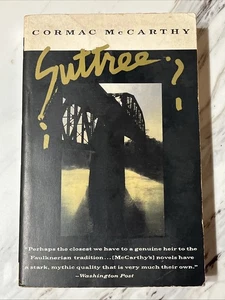 CORMAC McCARTHY
Suttree
"Perhaps the closest we have to a genuine heir to the
Faulknerian tradition...[McCarthy's] novels have
a stark, mythic quality that is very much their own."
–Washington Post